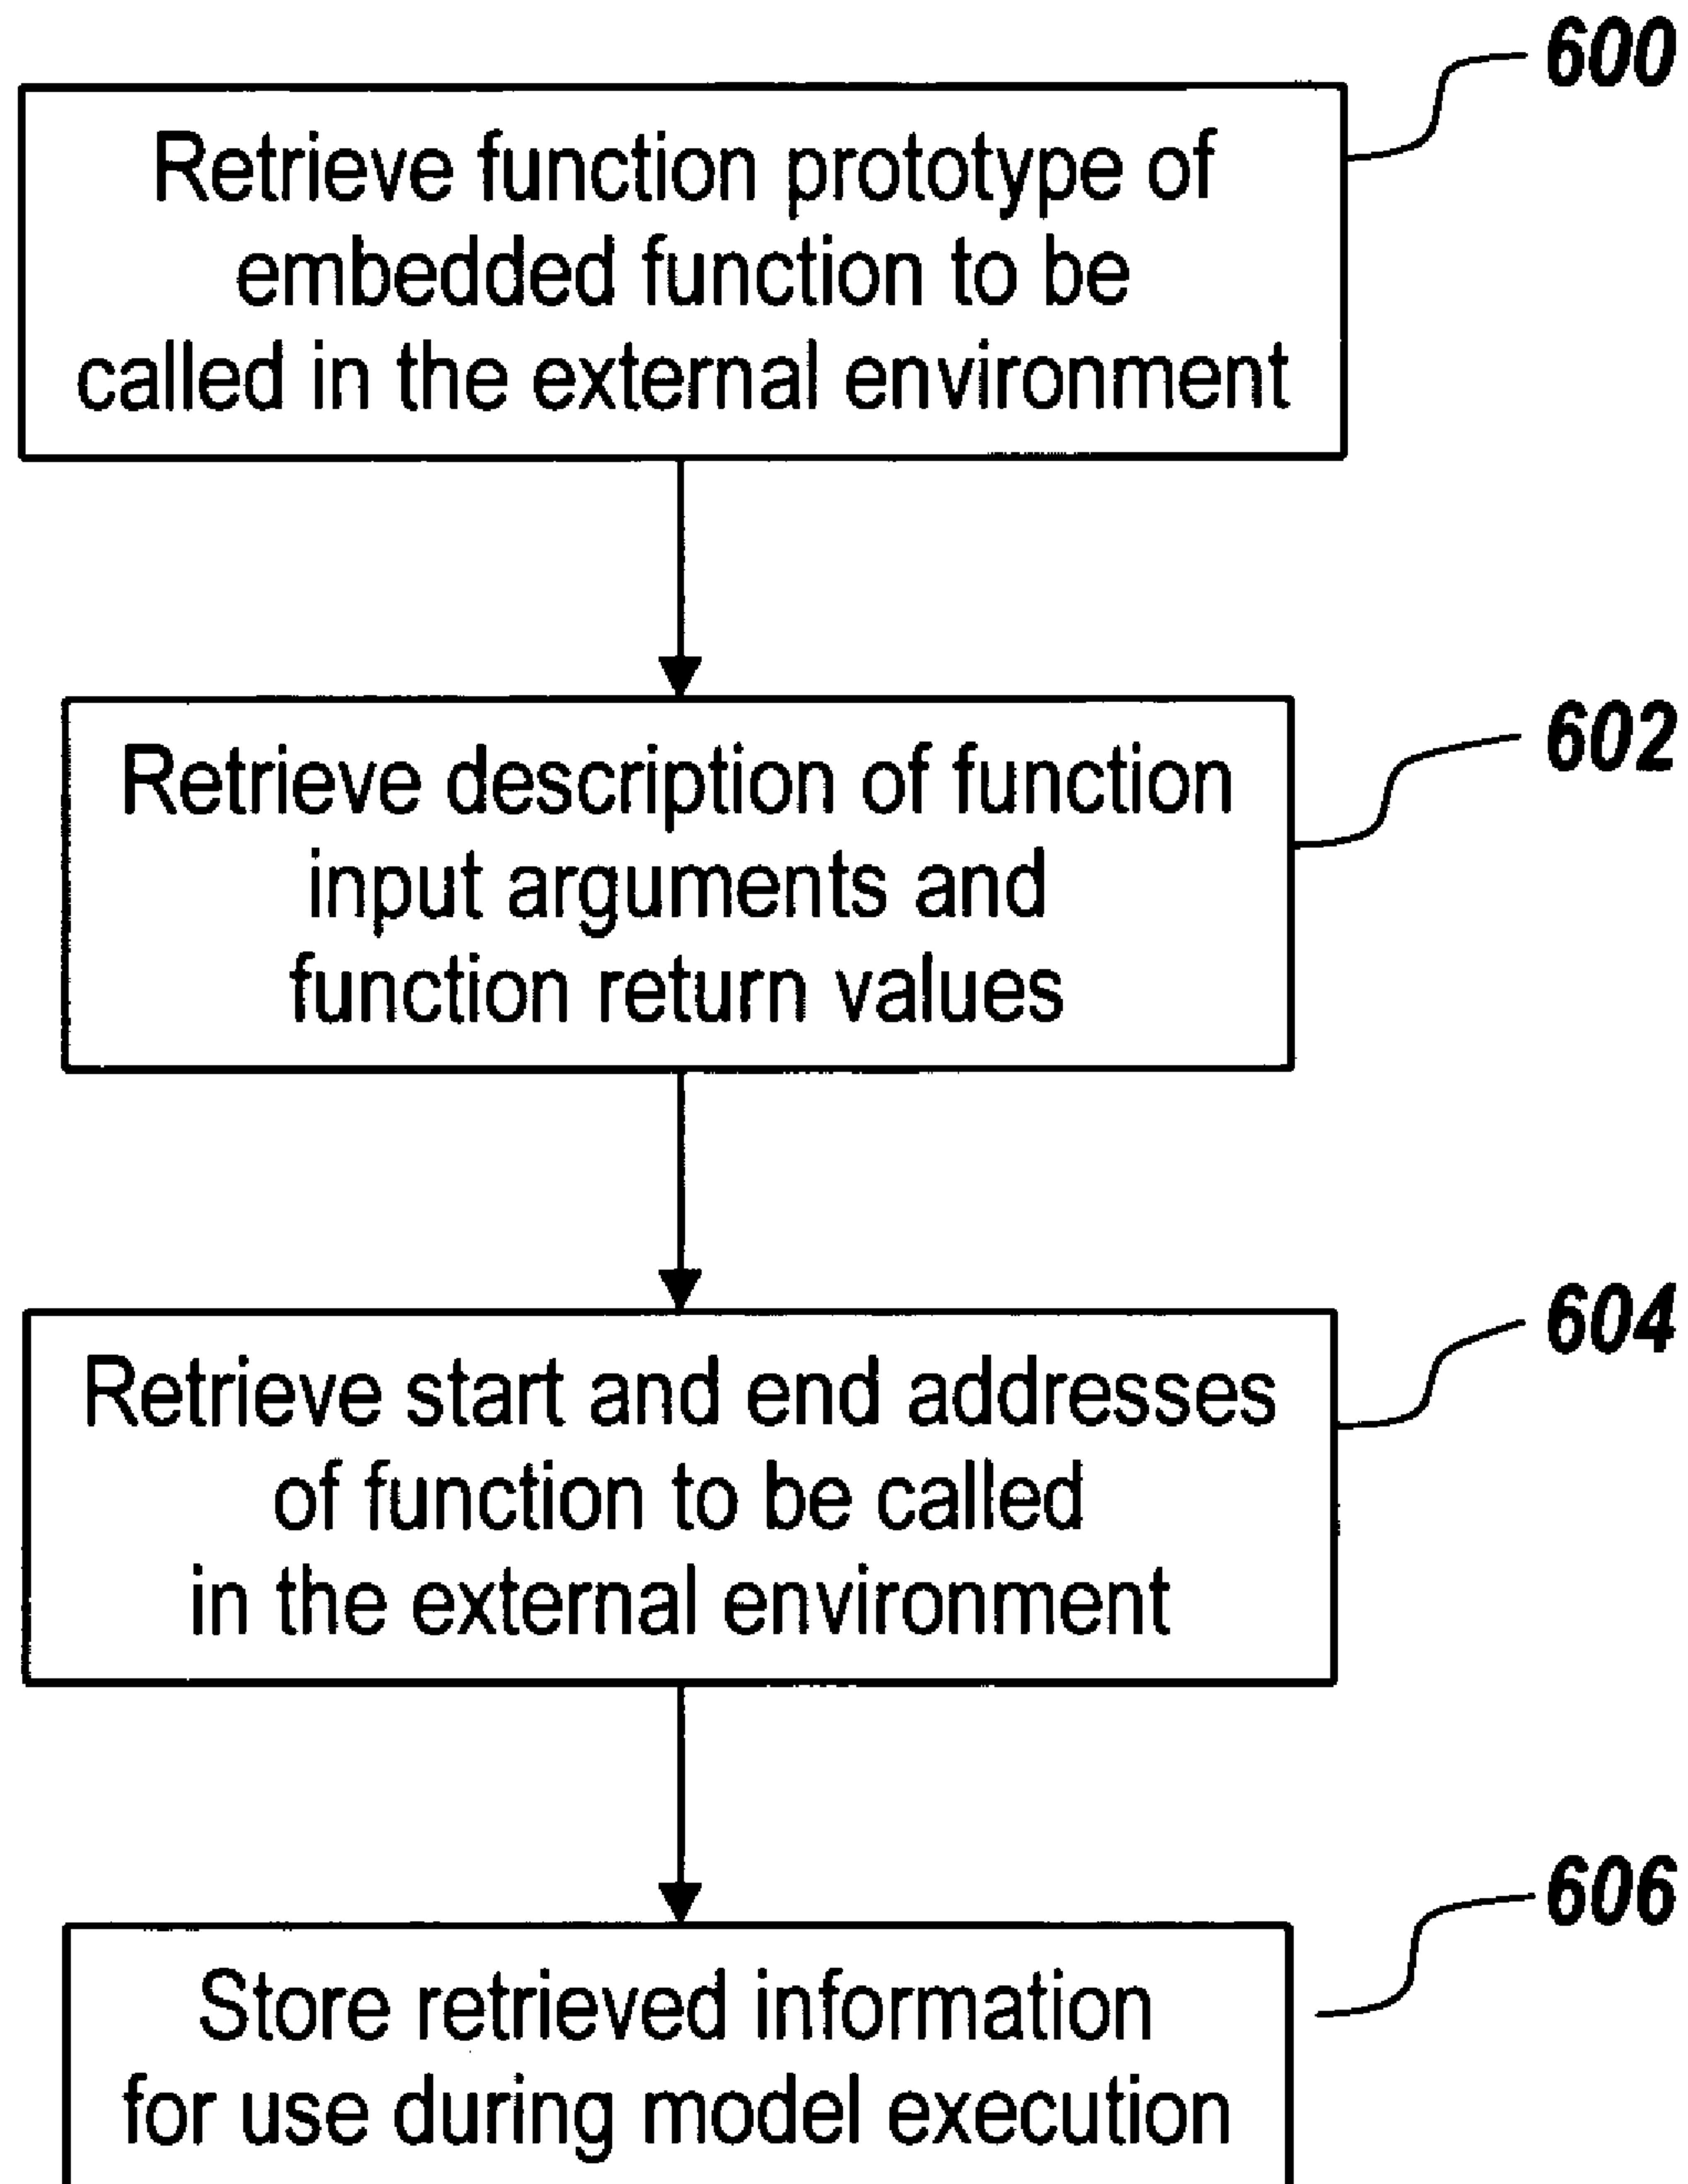 600
Retrieve function prototype of
embedded function to be
called in the external environment
602
Retrieve description of function
input arguments and
function return values
604
Retrieve start and end addresses
of function to be called
in the external environment
606
Store retrieved information
for use during model execution